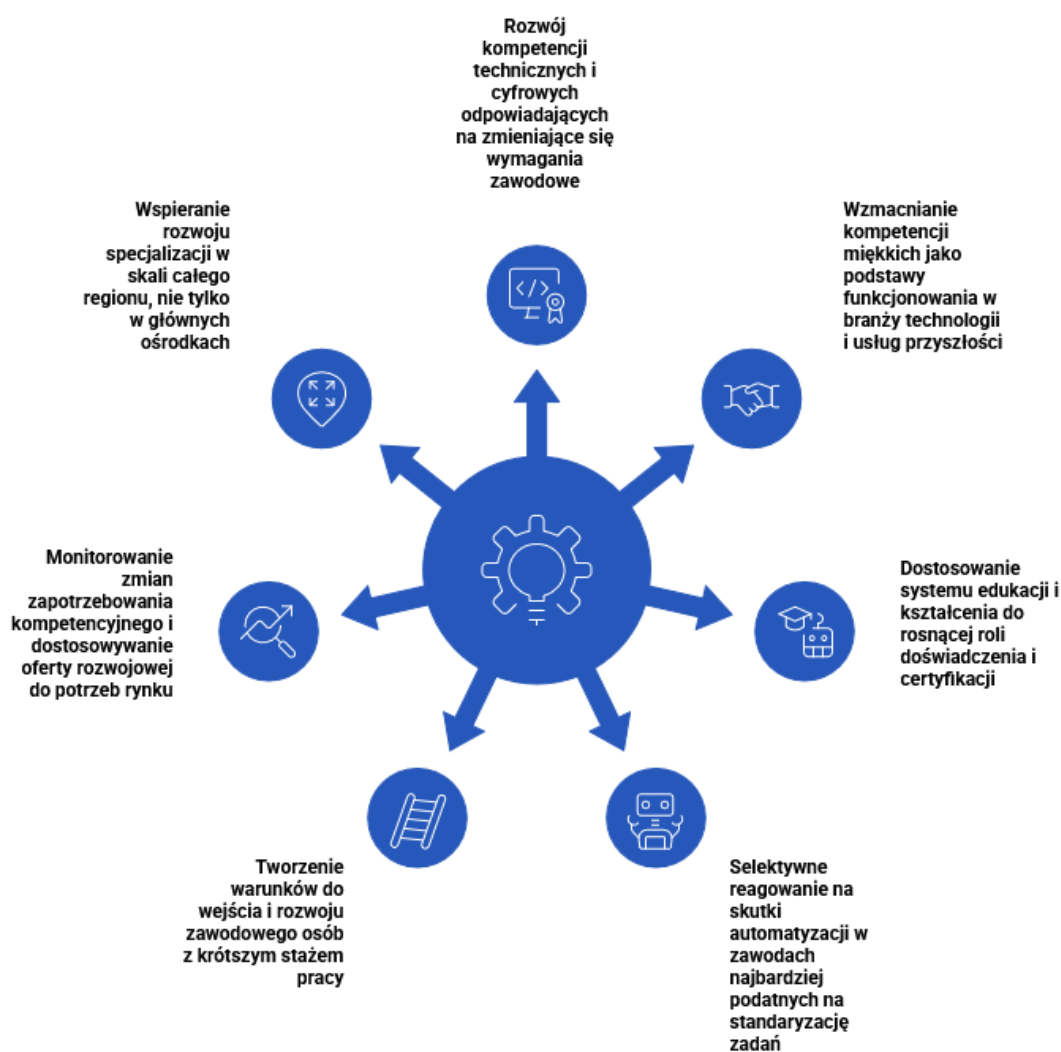 Rozwój
kompetencji
technicznych i
cyfrowych
odpowiadających
na zmieniające się
wymagania
zawodowe
Wzmacnianie
kompetencji
miękkich jako
podstawy
funkcjonowania w
branży technologii
i usług przyszłości
Dostosowanie
systemu edukacji i
kształcenia do
rosnącej roli
doświadczenia i
certyfikacji
Selektywne
reagowanie na
skutki
automatyzacji w
zawodach
najbardziej
podatnych na
standaryzację
zadań
Tworzenie
warunków do
wejścia i rozwoju
zawodowego osób
z krótszym stażem
pracy
Monitorowanie
zmian
zapotrzebowania
kompetencyjnego i
dostosowywanie
oferty rozwojowej
do potrzeb rynku
Wspieranie
rozwoju
specjalizacji w
skali całego
regionu, nie tylko
w głównych
ośrodkach